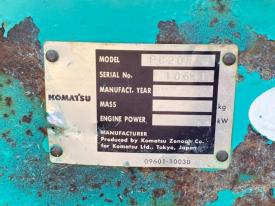 MODEL
SERIAL No.
MANUFACT. YEAR
KOMATSU
MASS kg
ENGINE POWER kW
MANUFACTURER
Produced by Komatsu Zenoah Co.
for Komatsu Ltd., Tokyo, Japan
09601-10030